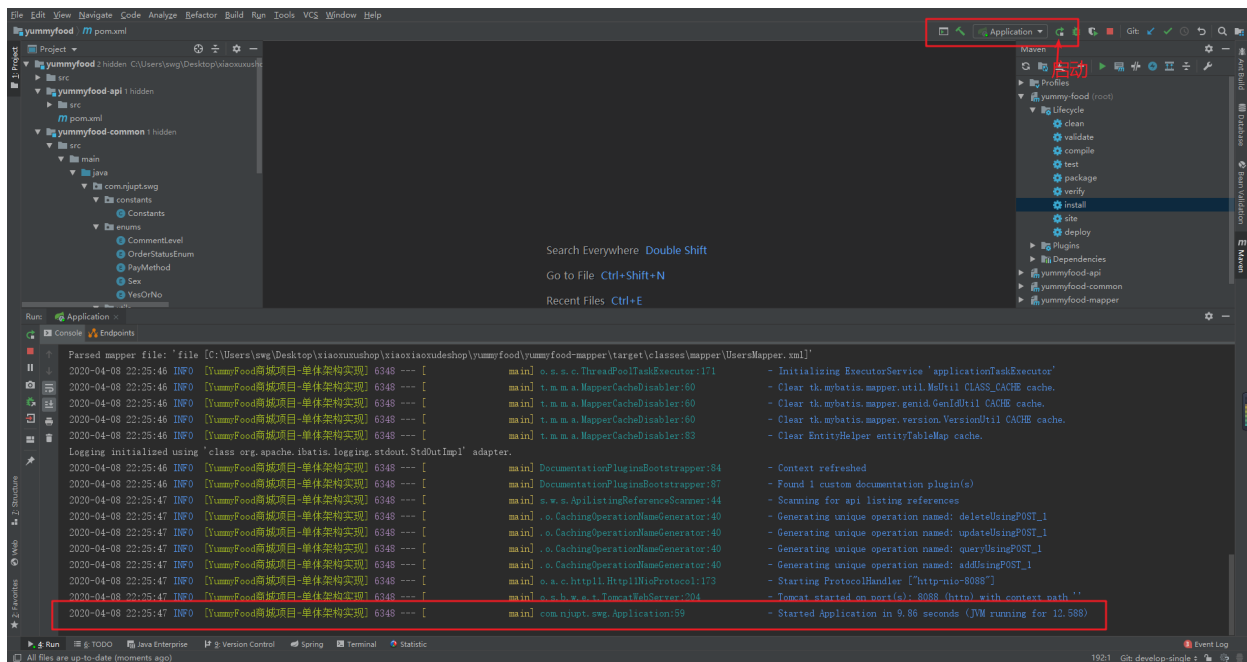 File Edit View Navigate Code Analyze Refactor Build Run Tools VCS Window Help
yummyfood pom.xml
Application
Git:
启动
Project
yummyfood 2 hidden C:\Users\swg\Desktop\xiaoxuxusho
src
yummyfood-api 1 hidden
src
pom.xml
yummyfood-common 1 hidden
src
main
java
com.njupt.swg
constants
Constants
enums
CommentLevel
OrderStatusEnum
PayMethod
Sex
YesOrNo
Search Everywhere Double Shift
Go to File Ctrl+Shift+N
Recent Files Ctrl+E
Maven
Profiles
yummy-food (root)
Lifecycle
clean
validate
compile
test
package
verify
install
site
deploy
Plugins
Dependencies
yummyfood-api
yummyfood-common
yummyfood-mapper
1: Project
Ant Build
Database
Bean Validation
Maven
Run: Application
Console Endpoints
Parsed mapper file: 'file [C:\Users\swg\Desktop\xiaoxuxushop\xiaoxiaoxudeshop\yummyfood\yummyfood-mapper\target\classes\mapper\UsersMapper.xml]'
2020-04-08 22:25:46 INFO [YummyFood商城项目-单体架构实现] 6348 --- [ main] o.s.s.c.ThreadPoolTaskExecutor:171 - Initializing ExecutorService 'applicationTaskExecutor'
2020-04-08 22:25:46 INFO [YummyFood商城项目-单体架构实现] 6348 --- [ main] t.m.m.a.MapperCacheDisabler:60 - Clear tk.mybatis.mapper.util.MsUtil CLASS_CACHE cache.
2020-04-08 22:25:46 INFO [YummyFood商城项目-单体架构实现] 6348 --- [ main] t.m.m.a.MapperCacheDisabler:60 - Clear tk.mybatis.mapper.genid.GenIdUtil CACHE cache.
2020-04-08 22:25:46 INFO [YummyFood商城项目-单体架构实现] 6348 --- [ main] t.m.m.a.MapperCacheDisabler:60 - Clear tk.mybatis.mapper.version.VersionUtil CACHE cache.
2020-04-08 22:25:46 INFO [YummyFood商城项目-单体架构实现] 6348 --- [ main] t.m.m.a.MapperCacheDisabler:83 - Clear EntityHelper entityTableMap cache.
Logging initialized using 'class org.apache.ibatis.logging.stdout.StdOutImpl' adapter.
2020-04-08 22:25:46 INFO [YummyFood商城项目-单体架构实现] 6348 --- [ main] DocumentationPluginsBootstrapper:84 - Context refreshed
2020-04-08 22:25:46 INFO [YummyFood商城项目-单体架构实现] 6348 --- [ main] DocumentationPluginsBootstrapper:87 - Found 1 custom documentation plugin(s)
2020-04-08 22:25:47 INFO [YummyFood商城项目-单体架构实现] 6348 --- [ main] s.w.s.ApiListingReferenceScanner:44 - Scanning for api listing references
2020-04-08 22:25:47 INFO [YummyFood商城项目-单体架构实现] 6348 --- [ main] .o.CachingOperationNameGenerator:40 - Generating unique operation named: deleteUsingPOST_1
2020-04-08 22:25:47 INFO [YummyFood商城项目-单体架构实现] 6348 --- [ main] .o.CachingOperationNameGenerator:40 - Generating unique operation named: updateUsingPOST_1
2020-04-08 22:25:47 INFO [YummyFood商城项目-单体架构实现] 6348 --- [ main] .o.CachingOperationNameGenerator:40 - Generating unique operation named: queryUsingPOST_1
2020-04-08 22:25:47 INFO [YummyFood商城项目-单体架构实现] 6348 --- [ main] .o.CachingOperationNameGenerator:40 - Generating unique operation named: addUsingPOST_1
2020-04-08 22:25:47 INFO [YummyFood商城项目-单体架构实现] 6348 --- [ main] o.a.c.http11.Http11NioProtocol:173 - Starting ProtocolHandler ["http-nio-8088"]
2020-04-08 22:25:47 INFO [YummyFood商城项目-单体架构实现] 6348 --- [ main] o.s.b.w.e.t.TomcatWebServer:204 - Tomcat started on port(s): 8088 (http) with context path ''
2020-04-08 22:25:47 INFO [YummyFood商城项目-单体架构实现] 6348 --- [ main] com.njupt.swg.Application:59 - Started Application in 9.86 seconds (JVM running for 12.588)
Z: Structure
Web
2: Favorites
4: Run 6: TODO Java Enterprise 9: Version Control Spring Terminal Statistic 1 Event Log
All files are up-to-date (moments ago) 192:1 Git: develop-single